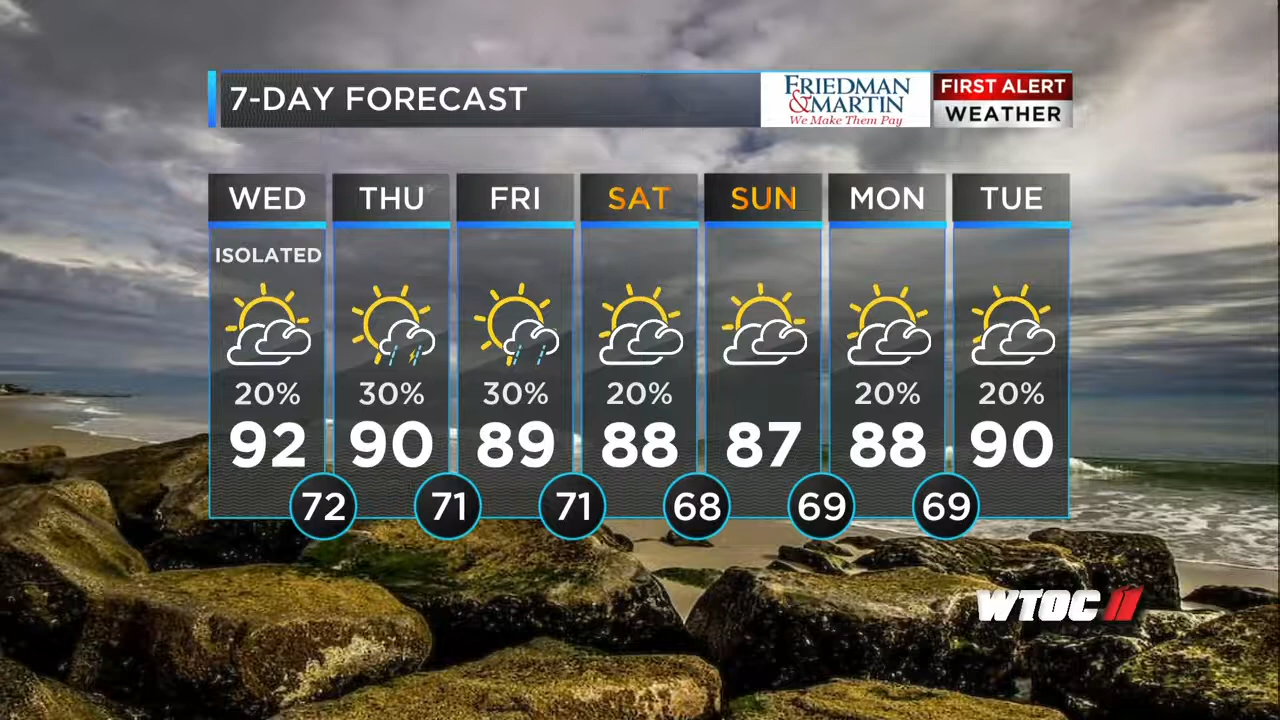 7-DAY FORECAST
FRIEDMAN
&MARTIN
We Make Them Pay
FIRST ALERT
WEATHER
WED THU FRI SAT SUN MON TUE
ISOLATED
20% 30% 30% 20% 20% 20%
92 90 89 88 87 88 90
72 71 71 68 69 69
WTOC 11